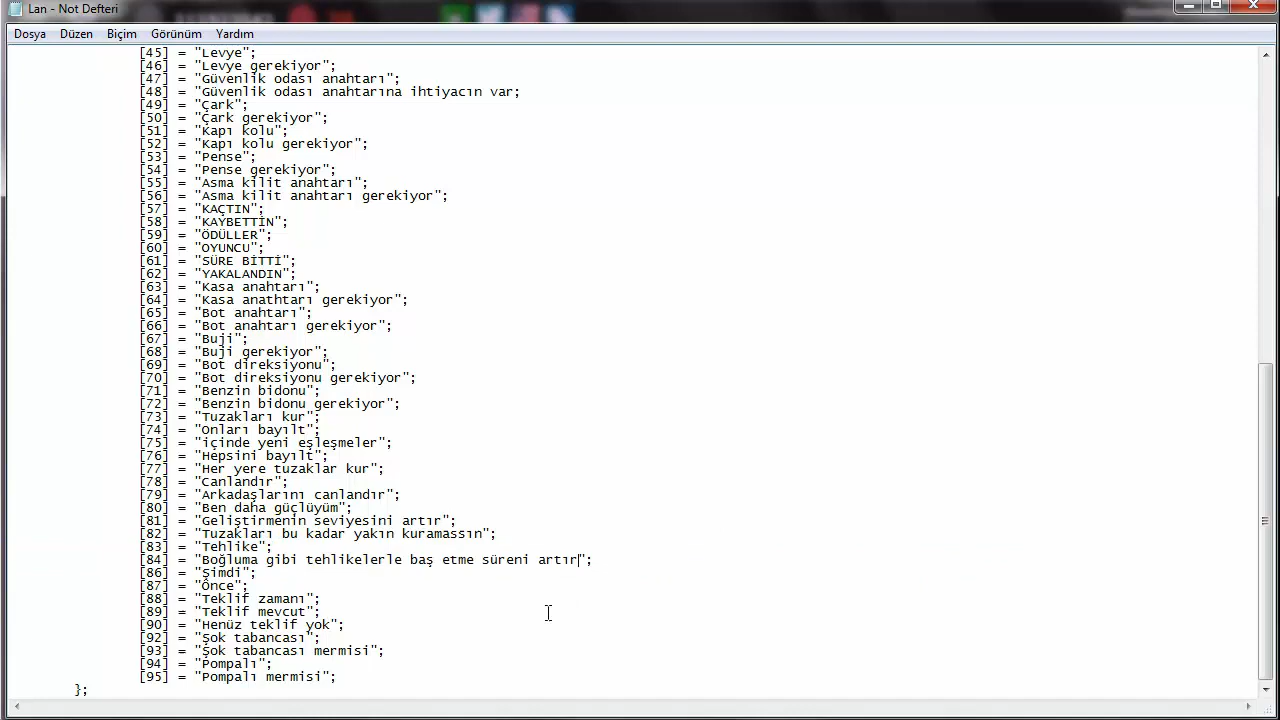 Lan - Not Defteri
Dosya Düzen Biçim Görünüm Yardım
[45] = "Levye";
[46] = "Levye gerekiyor";
[47] = "Güvenlik odası anahtarı";
[48] = "Güvenlik odası anahtarına ihtiyacın var;
[49] = "Çark";
[50] = "Çark gerekiyor";
[51] = "Kapı kolu";
[52] = "Kapı kolu gerekiyor";
[53] = "Pense";
[54] = "Pense gerekiyor";
[55] = "Asma kilit anahtarı";
[56] = "Asma kilit anahtarı gerekiyor";
[57] = "KAÇTIN";
[58] = "KAYBETTİN";
[59] = "ÖDÜLLER";
[60] = "OYUNCU";
[61] = "SÜRE BİTTİ";
[62] = "YAKALANDIN";
[63] = "Kasa anahtarı";
[64] = "Kasa anathtarı gerekiyor";
[65] = "Bot anahtarı";
[66] = "Bot anahtarı gerekiyor";
[67] = "Buji";
[68] = "Buji gerekiyor";
[69] = "Bot direksiyonu";
[70] = "Bot direksiyonu gerekiyor";
[71] = "Benzin bidonu";
[72] = "Benzin bidonu gerekiyor";
[73] = "Tuzakları kur";
[74] = "Onları bayılt";
[75] = "içinde yeni eşleşmeler";
[76] = "Hepsini bayılt";
[77] = "Her yere tuzaklar kur";
[78] = "Canlandır";
[79] = "Arkadaşlarını canlandır";
[80] = "Ben daha güçlüyüm";
[81] = "Geliştirmenin seviyesini artır";
[82] = "Tuzakları bu kadar yakın kuramassın";
[83] = "Tehlike";
[84] = "Boğluma gibi tehlikelerle baş etme süreni artır";
[86] = "Şimdi";
[87] = "Önce";
[88] = "Teklif zamanı";
[89] = "Teklif mevcut";
[90] = "Henüz teklif yok";
[92] = "Şok tabancası";
[93] = "Şok tabancası mermisi";
[94] = "Pompalı";
[95] = "Pompalı mermisi";
};